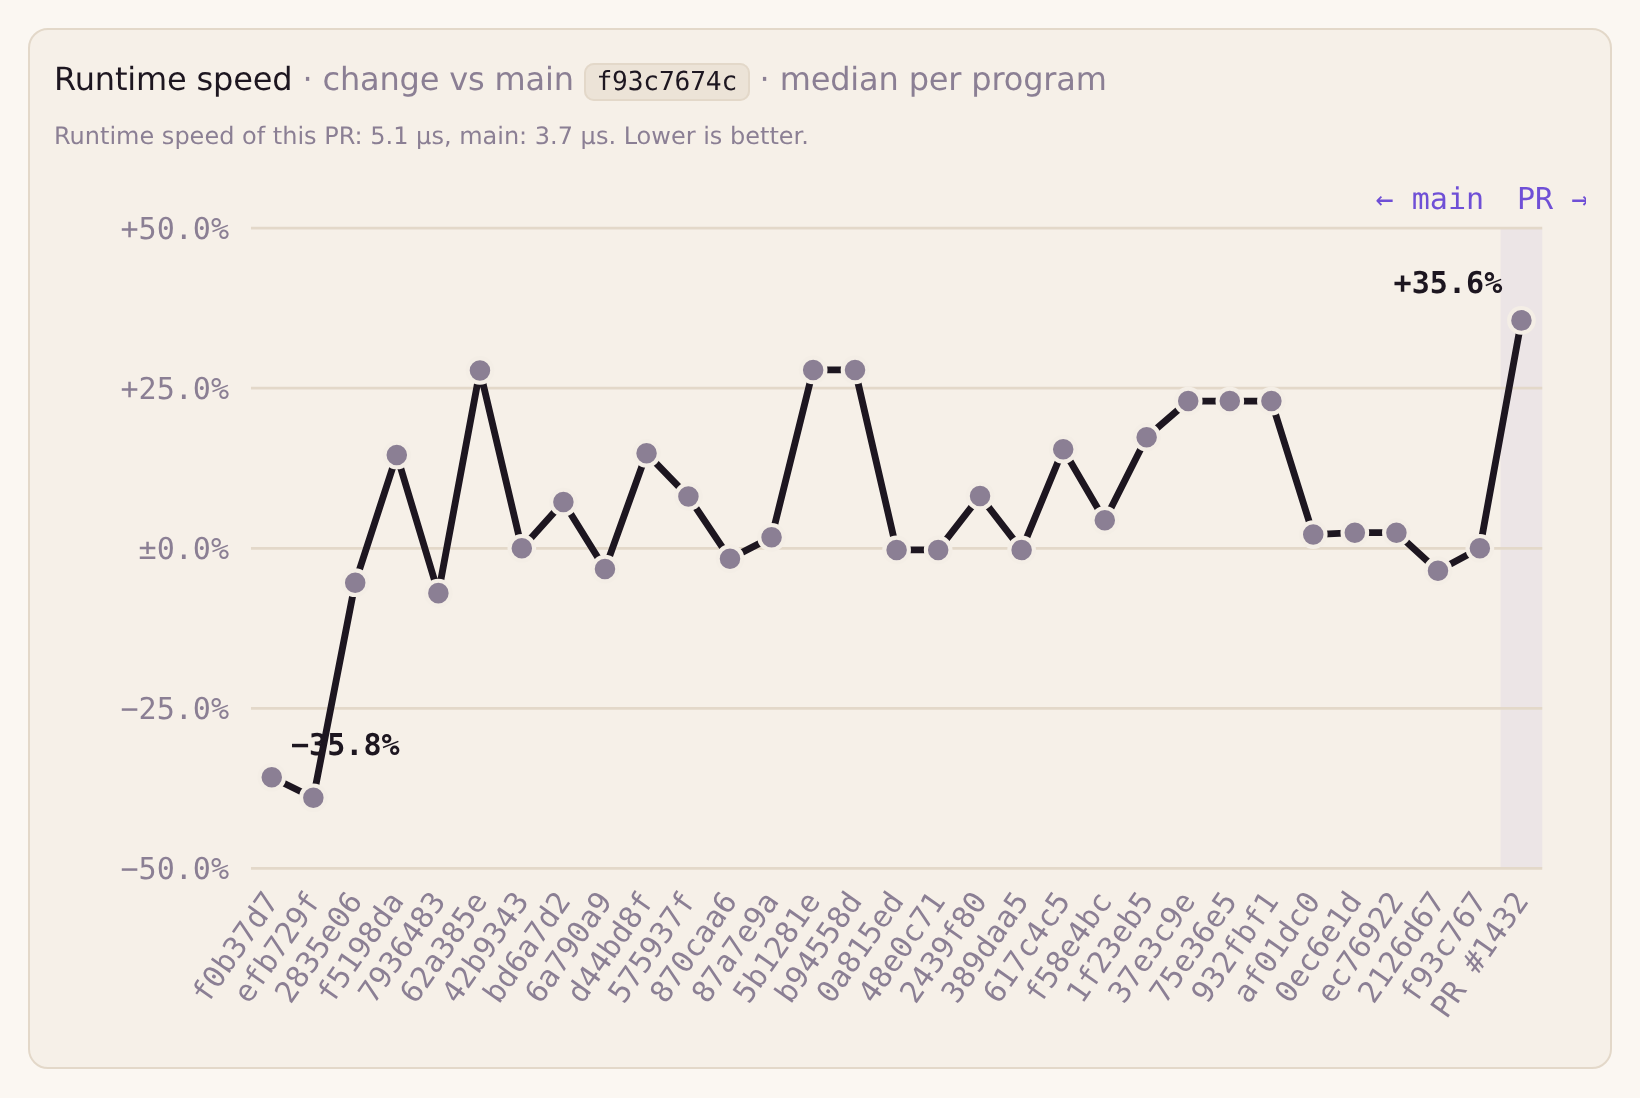 Runtime speed · change vs main f93c7674c · median per program
Runtime speed of this PR: 5.1 µs, main: 3.7 µs. Lower is better.
← main PR →
+50.0%
+25.0%
±0.0%
−25.0%
−50.0%
+35.6%
−35.8%
f0b37d7
efb729f
2835e06
f5198da
7936483
62a385e
42b9343
bd6a7d2
6a790a9
d44bd8f
575937f
870caa6
87a7e9a
5b1281e
b94558d
0a815ed
48e0c71
2439f80
389daa5
617c4c5
f58e4bc
1f23eb5
37e3c9e
75e36e5
932fbf1
af01dc0
0ec6e1d
ec76922
2126d67
f93c767
PR #1432